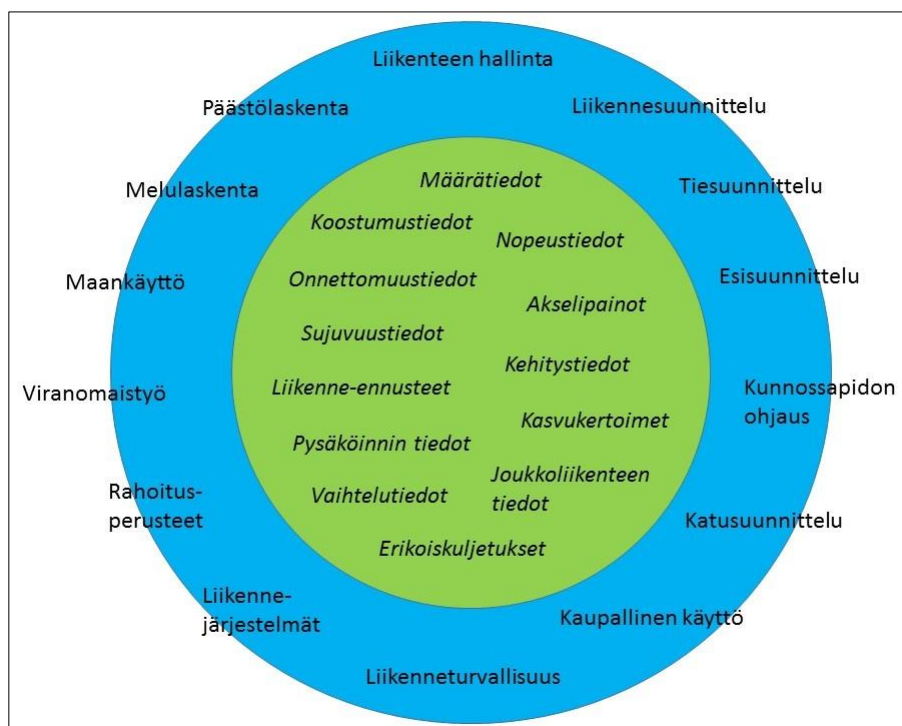 Liikenteen hallinta
Päästölaskenta
Liikennesuunnittelu
Melulaskenta
Tiesuunnittelu
Maankäyttö
Esisuunnittelu
Viranomaistyö
Kunnossapidon
ohjaus
Rahoitus-
perusteet
Katusuunnittelu
Liikenne-
järjestelmät
Kaupallinen käyttö
Liikenneturvallisuus
Määrätiedot
Koostumustiedot
Nopeustiedot
Onnettomuustiedot
Akselipainot
Sujuvuustiedot
Kehitystiedot
Liikenne-ennusteet
Kasvukertoimet
Pysäköinnin tiedot
Joukkoliikenteen
tiedot
Vaihtelutiedot
Erikoiskuljetukset